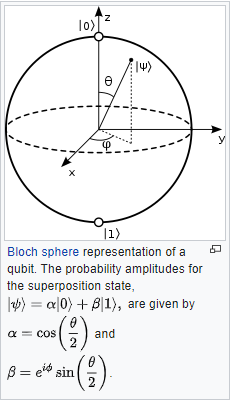 |0⟩ z
|Ψ⟩
θ
φ y
x
|1⟩
Bloch sphere representation of a
qubit. The probability amplitudes for
the superposition state,
|ψ⟩ = α|0⟩ + β|1⟩, are given by
α = cos(θ/2) and
β = e^{iϕ} sin(θ/2).